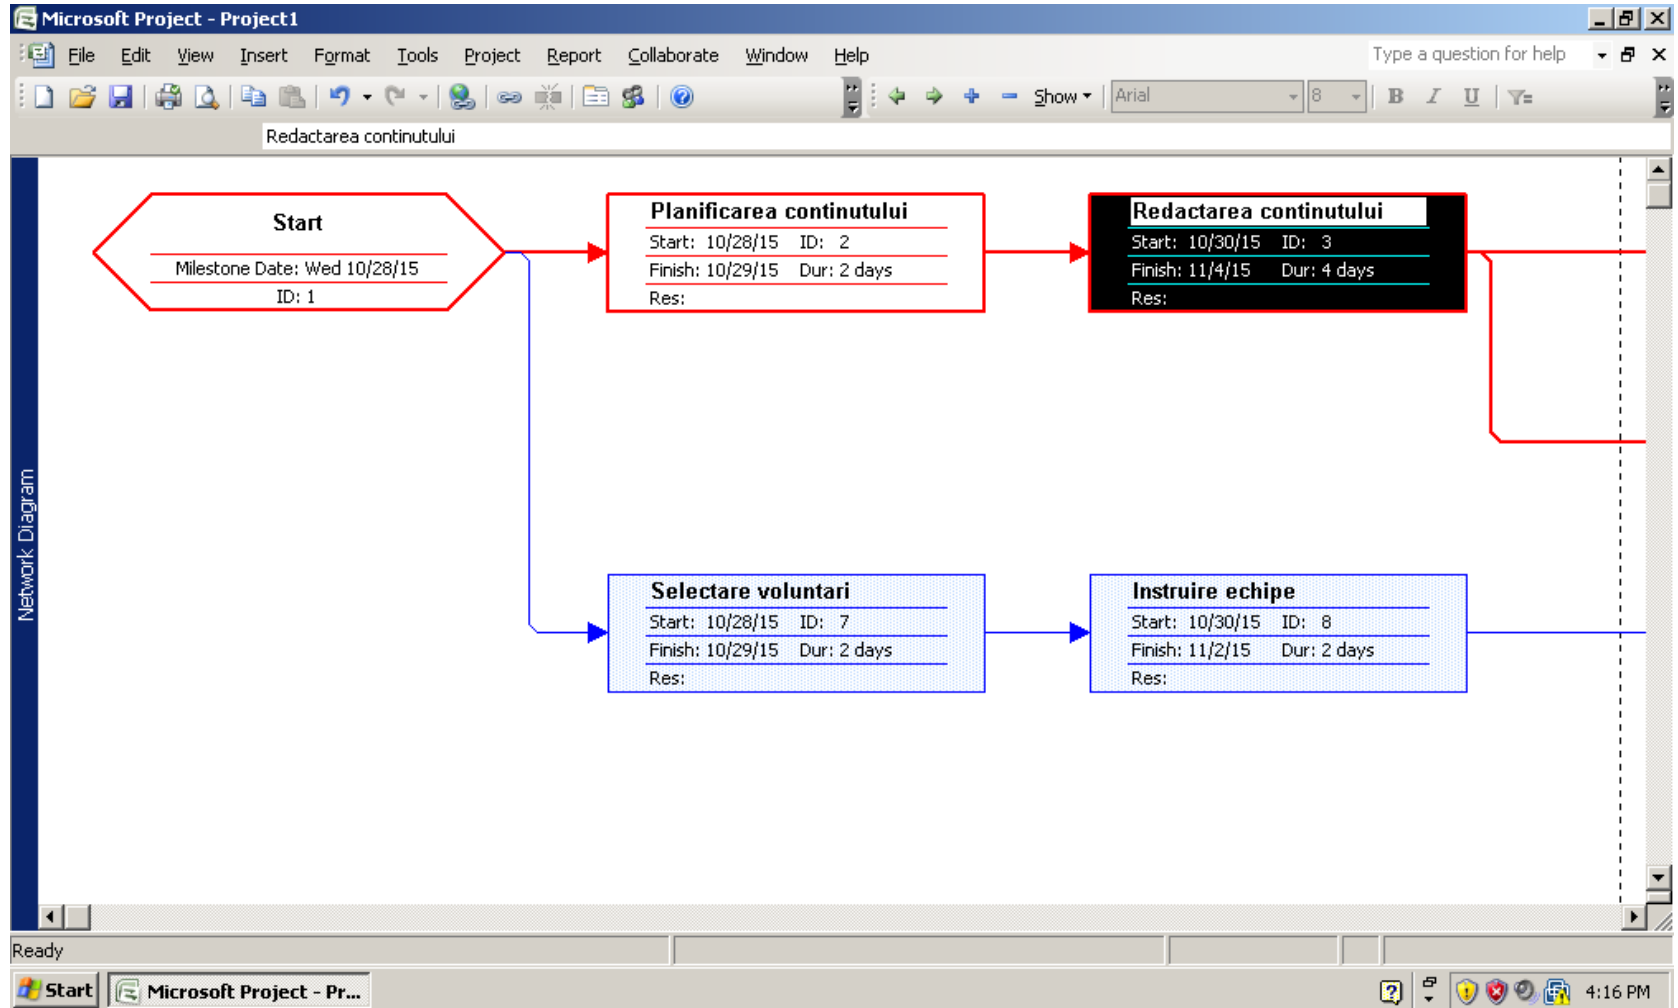 Microsoft Project - Project1
File Edit View Insert Format Tools Project Report Collaborate Window Help Type a question for help
Show Arial 8 B I U
Redactarea continutului
Start
Milestone Date: Wed 10/28/15
ID: 1
Planificarea continutului
Start: 10/28/15 ID: 2
Finish: 10/29/15 Dur: 2 days
Res:
Redactarea continutului
Start: 10/30/15 ID: 3
Finish: 11/4/15 Dur: 4 days
Res:
Network Diagram
Selectare voluntari
Start: 10/28/15 ID: 7
Finish: 10/29/15 Dur: 2 days
Res:
Instruire echipe
Start: 10/30/15 ID: 8
Finish: 11/2/15 Dur: 2 days
Res:
Ready
Start Microsoft Project - Pr... 4:16 PM